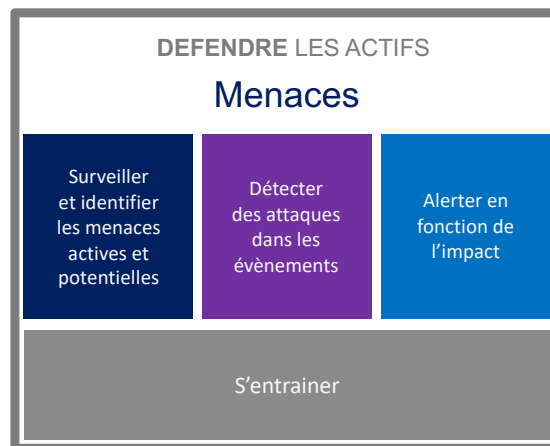 DEFENDRE LES ACTIFS
Menaces
Surveiller
et identifier
les menaces
actives et
potentielles
Détecter
des attaques
dans les
évènements
Alerter en
fonction de
l’impact
S’entrainer